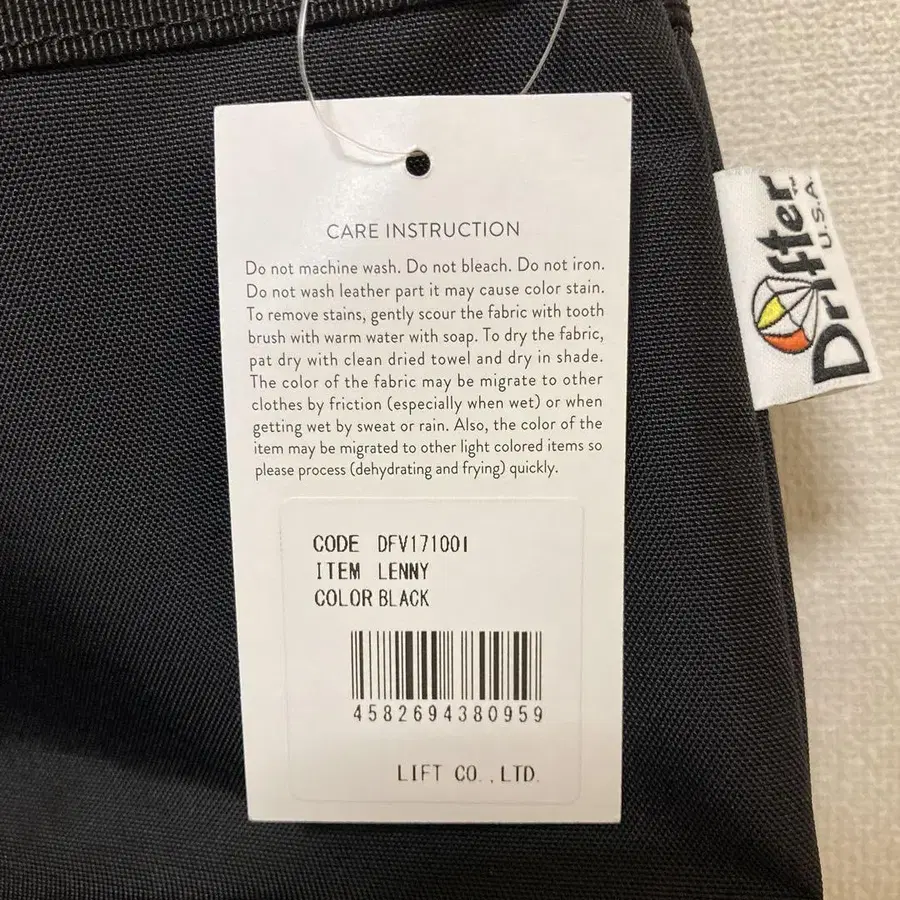 CARE INSTRUCTION
Do not machine wash. Do not bleach. Do not iron.
Do not wash leather part it may cause color stain.
To remove stains, gently scour the fabric with tooth
brush with warm water with soap. To dry the fabric,
pat dry with clean dried towel and dry in shade.
The color of the fabric may be migrate to other
clothes by friction (especially when wet) or when
getting wet by sweat or rain. Also, the color of the
item may be migrated to other light colored items so
please process (dehydrating and frying) quickly.
CODE DFV171001
ITEM LENNY
COLOR BLACK
4582694380959
LIFT CO.,LTD.
Drifter™
U.S.A.